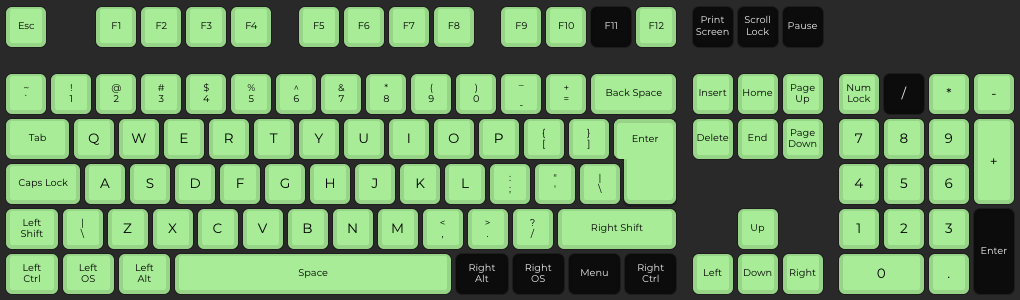 Esc F1 F2 F3 F4 F5 F6 F7 F8 F9 F10 F11 F12 Print Screen Scroll Lock Pause
~ ` ! 1 @ 2 # 3 $ 4 % 5 ^ 6 & 7 * 8 ( 9 ) 0 _ - + = Back Space Insert Home Page Up Num Lock / * -
Tab Q W E R T Y U I O P { [ } ] Enter Delete End Page Down 7 8 9 +
Caps Lock A S D F G H J K L : ; " ' | \ 4 5 6
Left Shift | \ Z X C V B N M < , > . ? / Right Shift Up 1 2 3 Enter
Left Ctrl Left OS Left Alt Space Right Alt Right OS Menu Right Ctrl Left Down Right 0 .